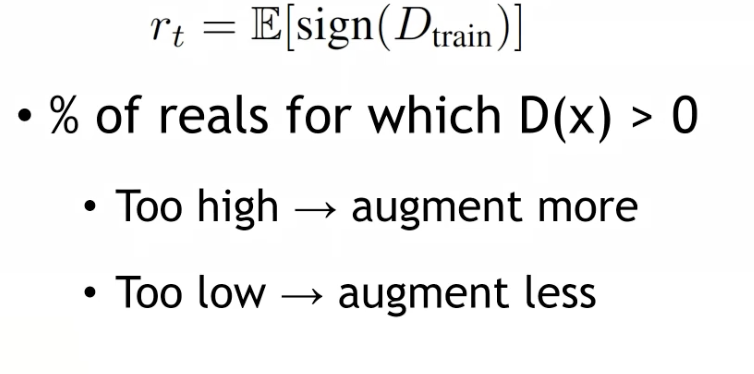 r_t = 𝔼[sign(D_train)]
• % of reals for which D(x) > 0
• Too high → augment more
• Too low → augment less